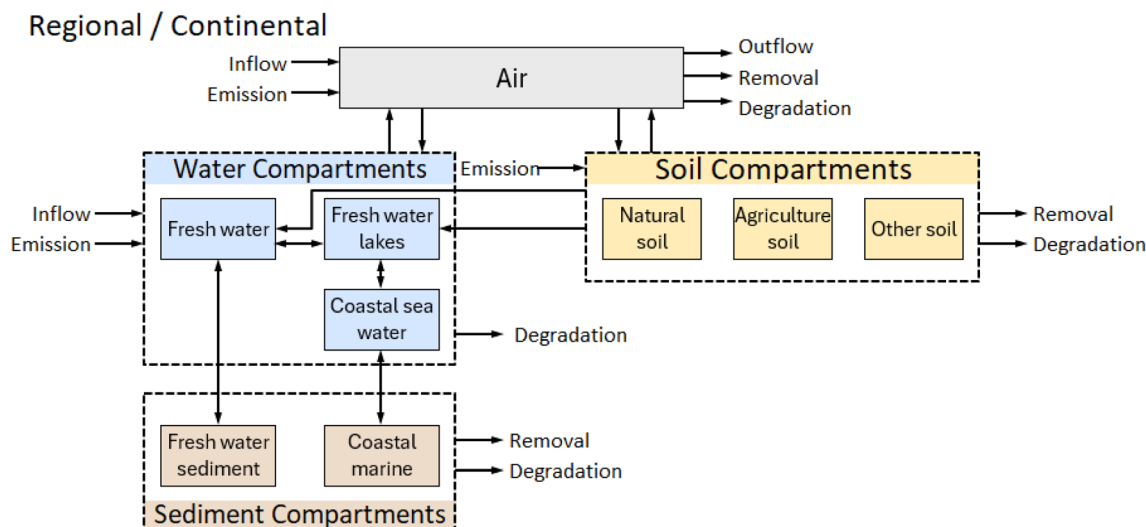 Regional / Continental
Inflow
Emission
Air
Outflow
Removal
Degradation
Water Compartments
Emission
Soil Compartments
Inflow
Emission
Fresh water
Fresh water
lakes
Natural
soil
Agriculture
soil
Other soil
Removal
Degradation
Coastal sea
water
Degradation
Fresh water
sediment
Coastal
marine
Removal
Degradation
Sediment Compartments